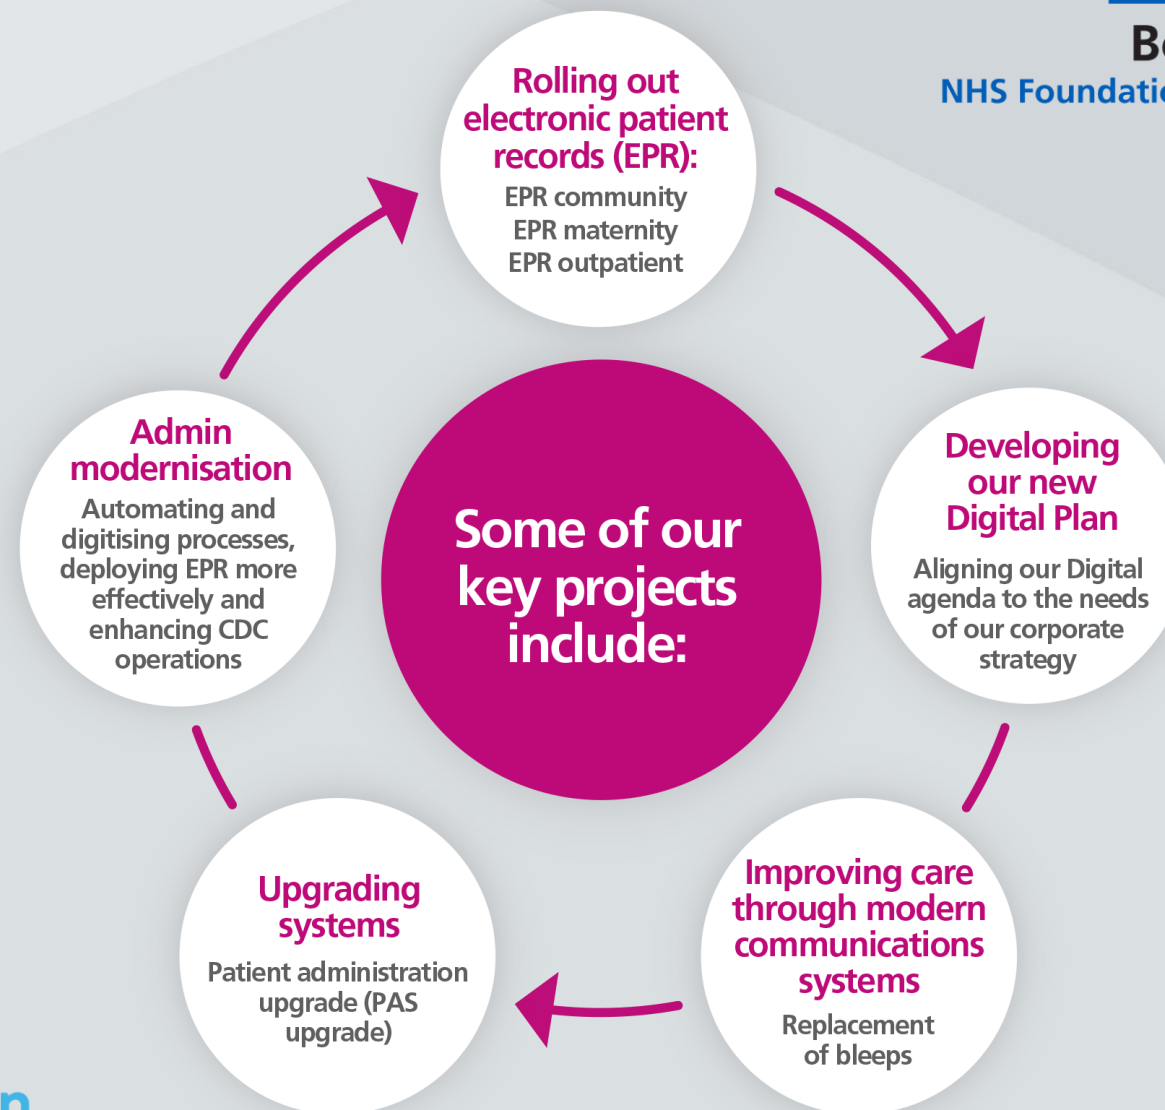 NHS Foundation
Rolling out
electronic patient
records (EPR):
EPR community
EPR maternity
EPR outpatient
Developing
our new
Digital Plan
Aligning our Digital
agenda to the needs
of our corporate
strategy
Improving care
through modern
communications
systems
Replacement
of bleeps
Upgrading
systems
Patient administration
upgrade (PAS
upgrade)
Admin
modernisation
Automating and
digitising processes,
deploying EPR more
effectively and
enhancing CDC
operations
Some of our
key projects
include: